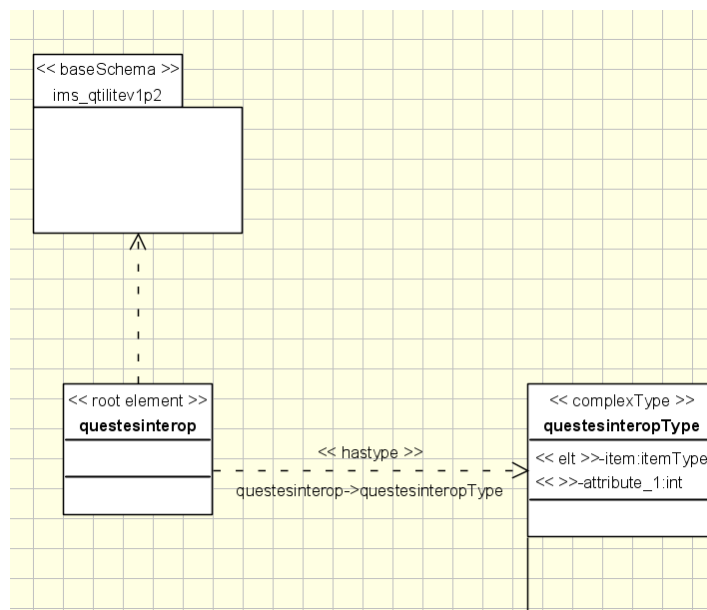 << baseSchema >>
ims_qtilitev1p2
<< root element >>
questesinterop
<< hastype >>
questesinterop->questesinteropType
<< complexType >>
questesinteropType
<< elt >>-item:itemType
<< >>-attribute_1:int